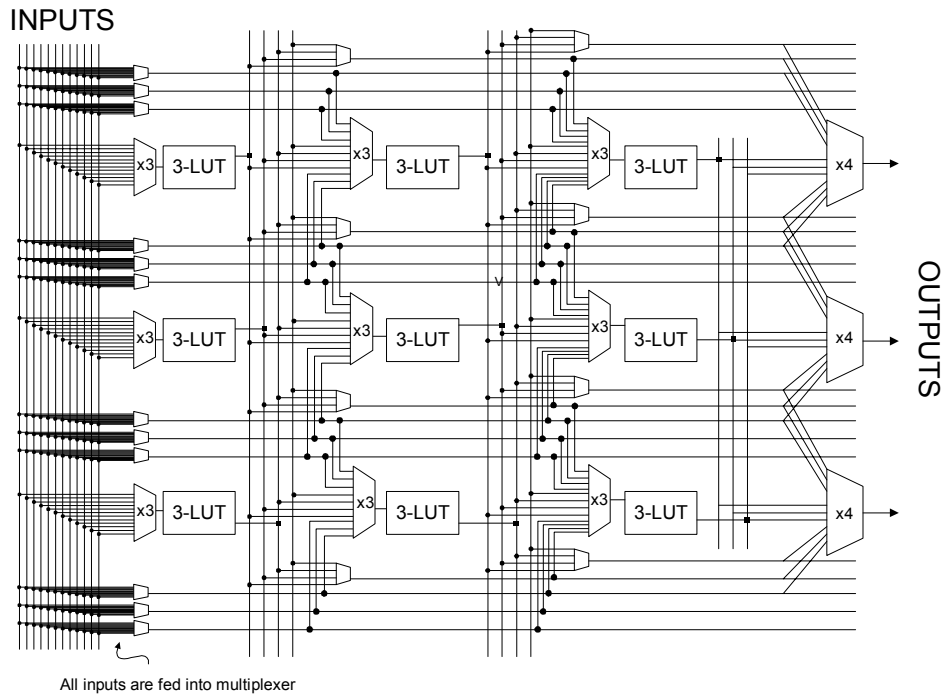 INPUTS
x3
3-LUT
x3
3-LUT
x3
3-LUT
x4
V
x3
3-LUT
x3
3-LUT
x3
3-LUT
x4
OUTPUTS
x3
3-LUT
x3
3-LUT
x3
3-LUT
x4
All inputs are fed into multiplexer